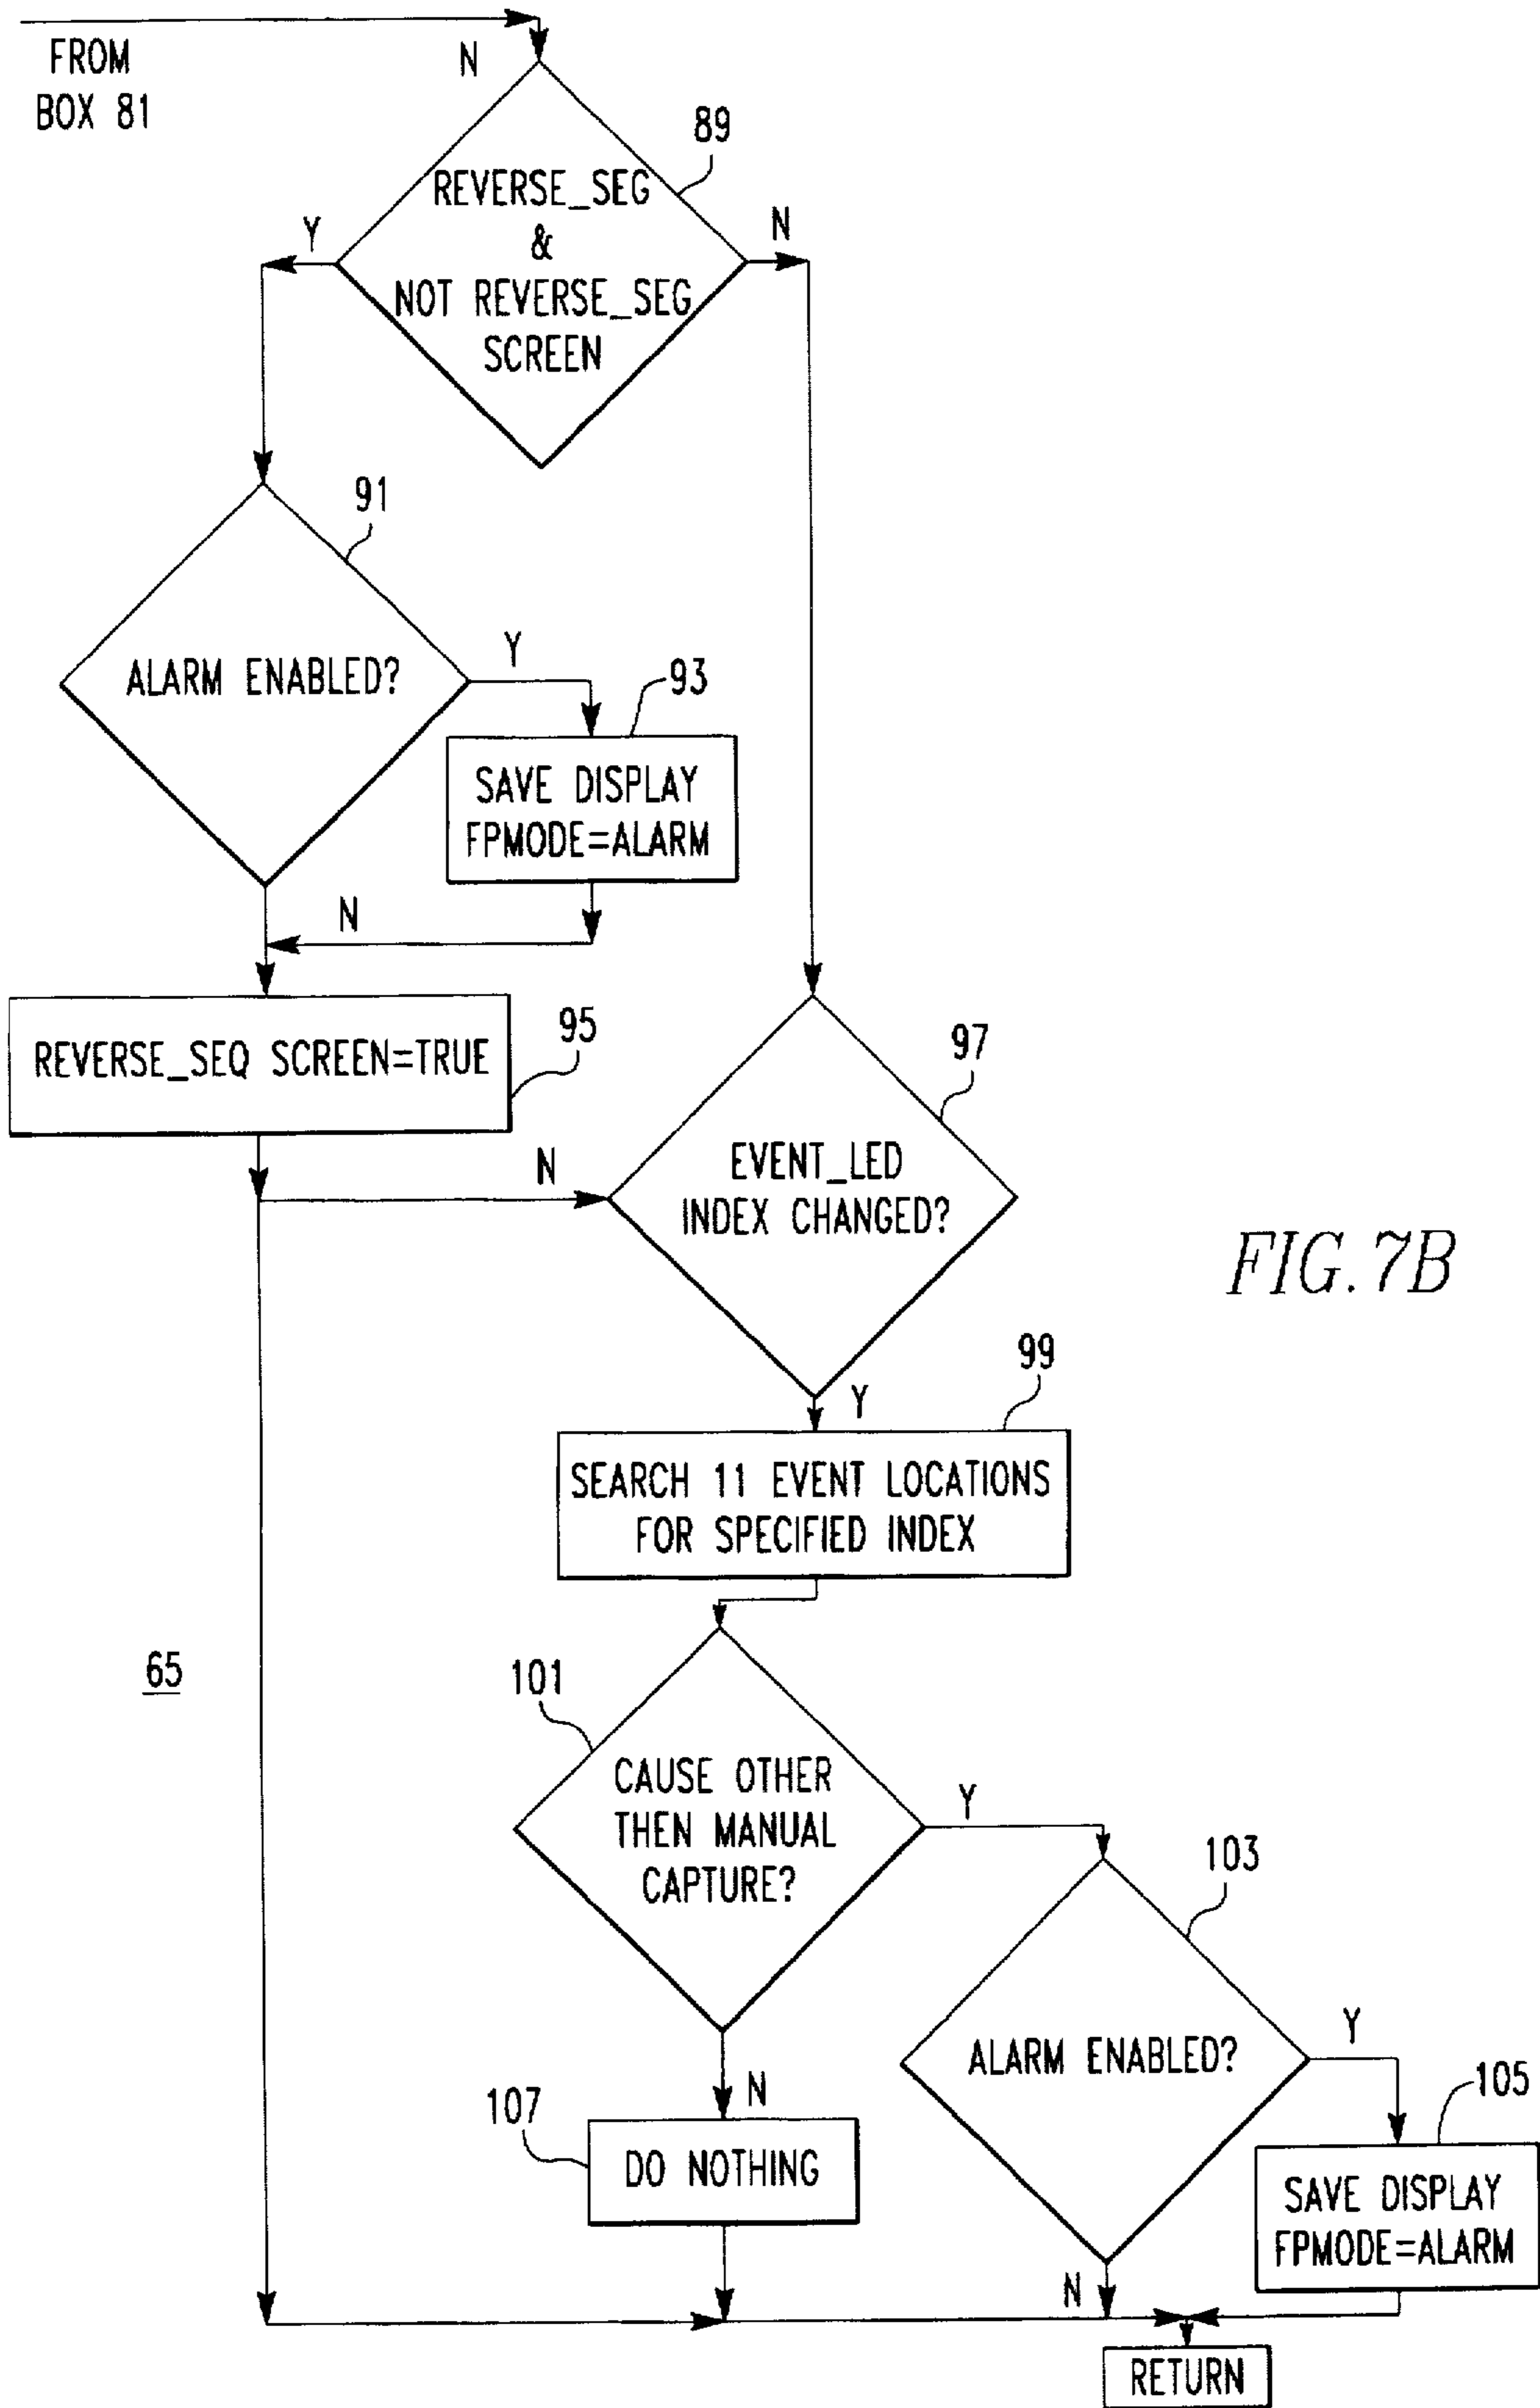 FROM
BOX 81
N
89
REVERSE_SEG
&
NOT REVERSE_SEG
SCREEN
Y
N
91
ALARM ENABLED?
Y
93
SAVE DISPLAY
FPMODE=ALARM
N
REVERSE_SEQ SCREEN=TRUE
95
97
EVENT_LED
INDEX CHANGED?
N
FIG. 7B
Y
99
SEARCH 11 EVENT LOCATIONS
FOR SPECIFIED INDEX
65
101
CAUSE OTHER
THEN MANUAL
CAPTURE?
Y
103
ALARM ENABLED?
Y
N
107
DO NOTHING
105
SAVE DISPLAY
FPMODE=ALARM
N
RETURN